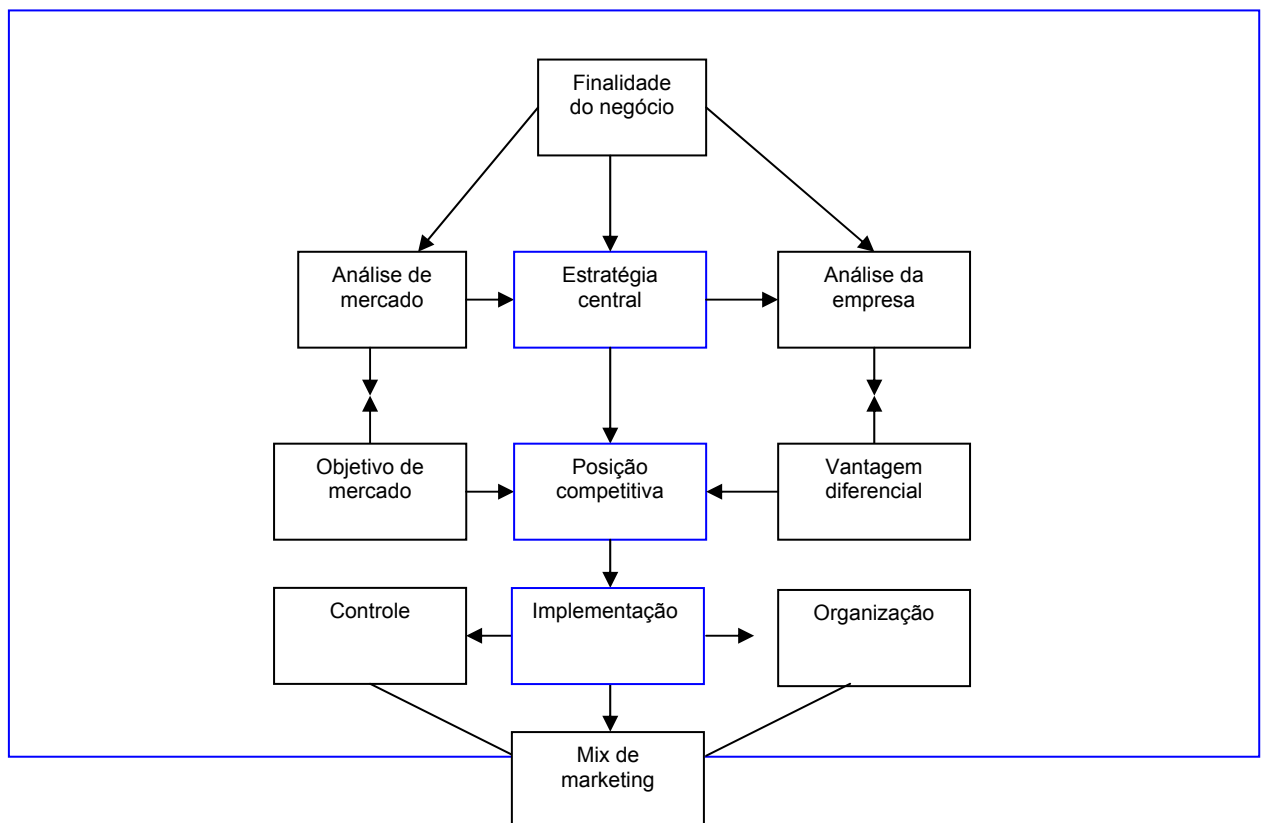 Finalidade
do negócio
Análise de
mercado
Estratégia
central
Análise da
empresa
Objetivo de
mercado
Posição
competitiva
Vantagem
diferencial
Controle
Implementação
Organização
Mix de
marketing